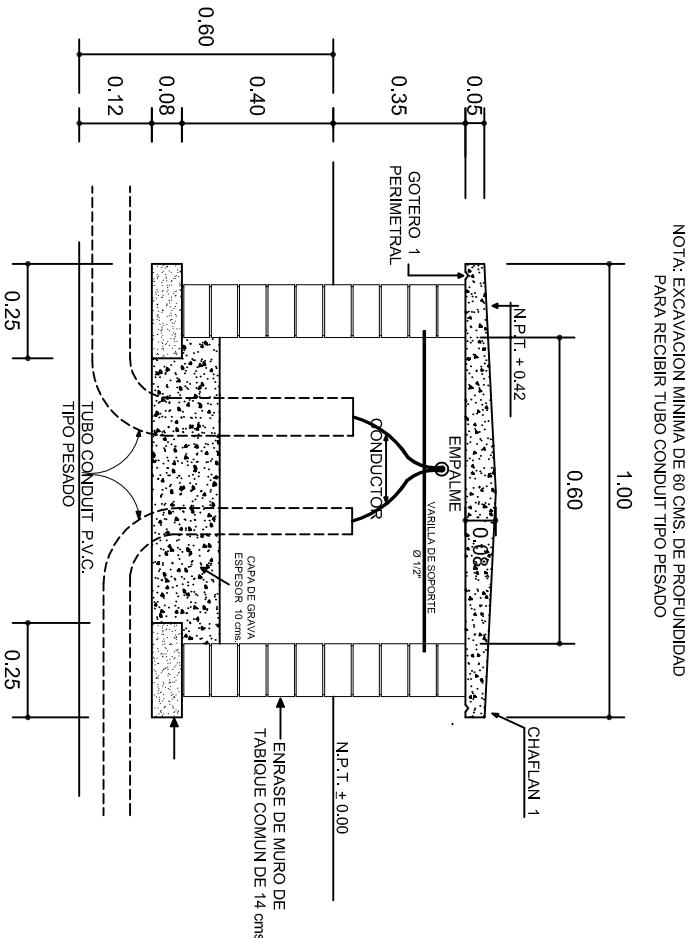 NOTA: EXCAVACION MINIMA DE 60 CMS. DE PROFUNDIDAD
PARA RECIBIR TUBO CONDUIT TIPO PESADO
1.00
0.60
CHAFLAN 1
N.P.T. + 0.42
0.08
0.05
GOTERO 1
PERIMETRAL
EMPALME
VARILLA DE SOPORTE
Ø 1/2"
0.35
CONDUCTOR
N.P.T. ± 0.00
0.60
0.40
ENRASE DE MURO DE
TABIQUE COMUN DE 14 cms
CAPA DE GRAVA
ESPESOR 10 cms.
0.08
0.12
TUBO CONDUIT P.V.C.
TIPO PESADO
0.25
0.25